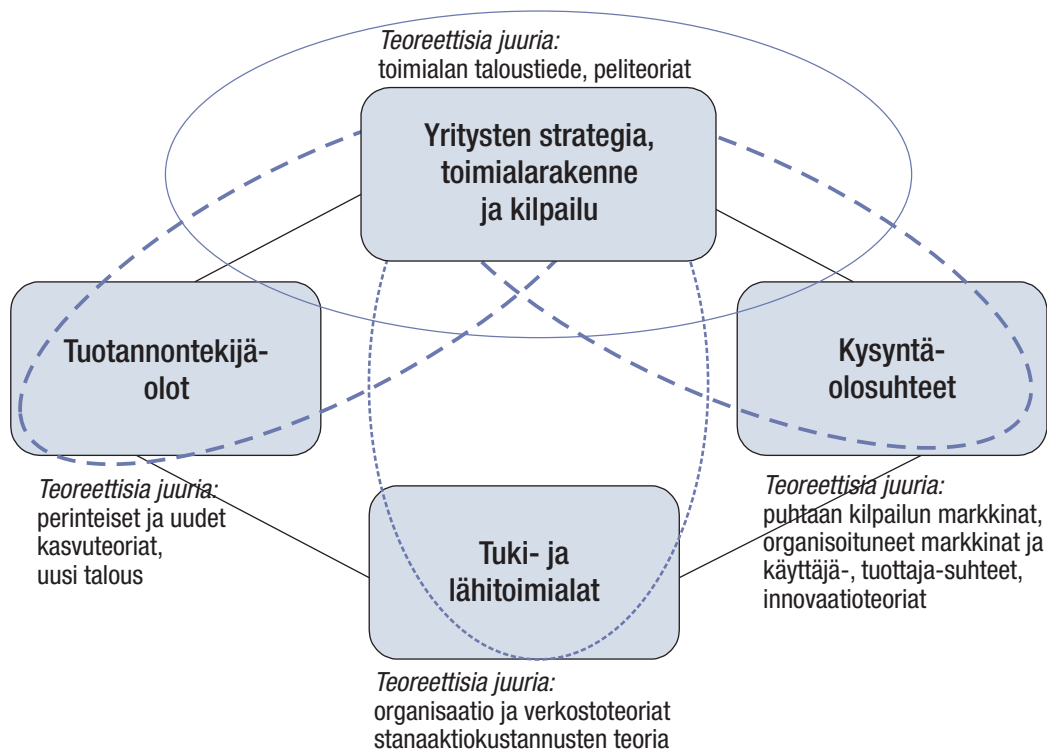 Teoreettisia juuria:
toimialan taloustiede, peliteoriat
Yritysten strategia,
toimialarakenne
ja kilpailu
Tuotannontekijä-
olot
Kysyntä-
olosuhteet
Teoreettisia juuria:
perinteiset ja uudet
kasvuteoriat,
uusi talous
Tuki- ja
lähitoimialat
Teoreettisia juuria:
puhtaan kilpailun markkinat,
organisoituneet markkinat ja
käyttäjä-, tuottaja-suhteet,
innovaatioteoriat
Teoreettisia juuria:
organisaatio ja verkostoteoriat
stanaaktiokustannusten teoria